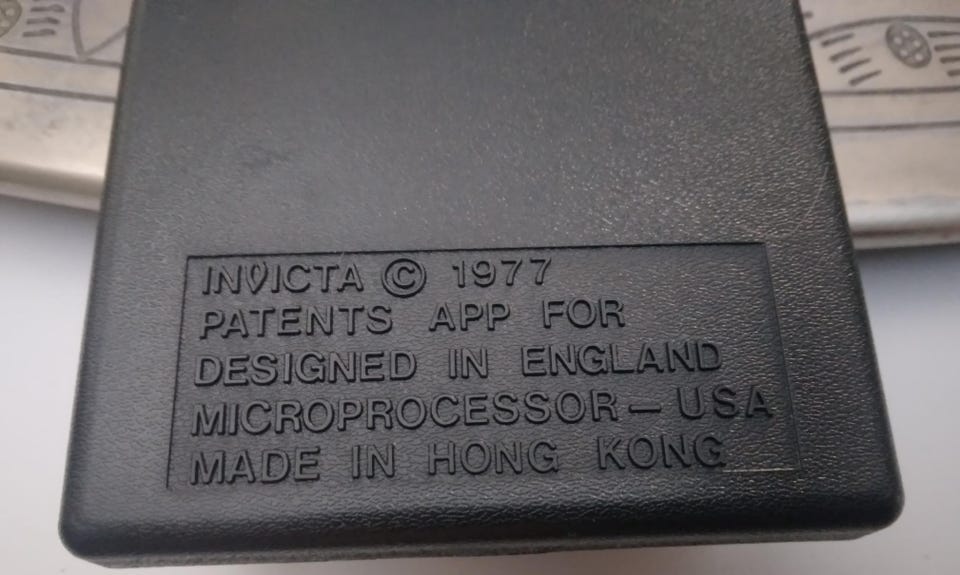 INVICTA © 1977
PATENTS APP FOR
DESIGNED IN ENGLAND
MICROPROCESSOR — USA
MADE IN HONG KONG